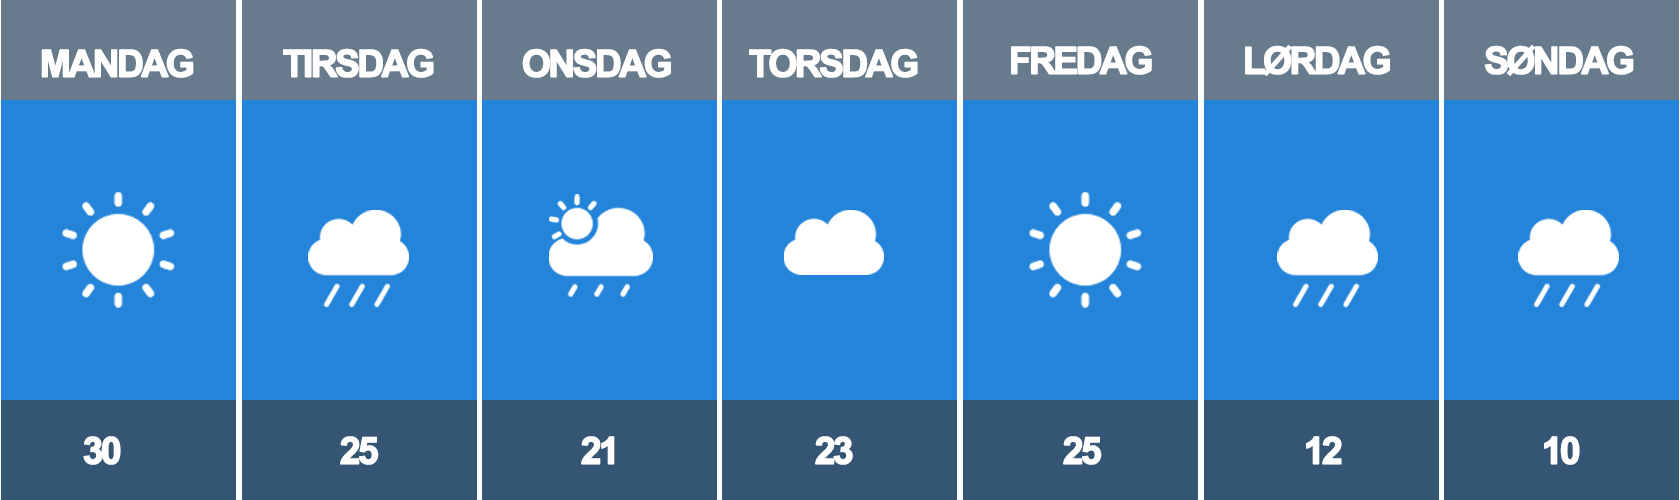 MANDAG
TIRSDAG
ONSDAG
TORSDAG
FREDAG
LØRDAG
SØNDAG
30
25
21
23
25
12
10